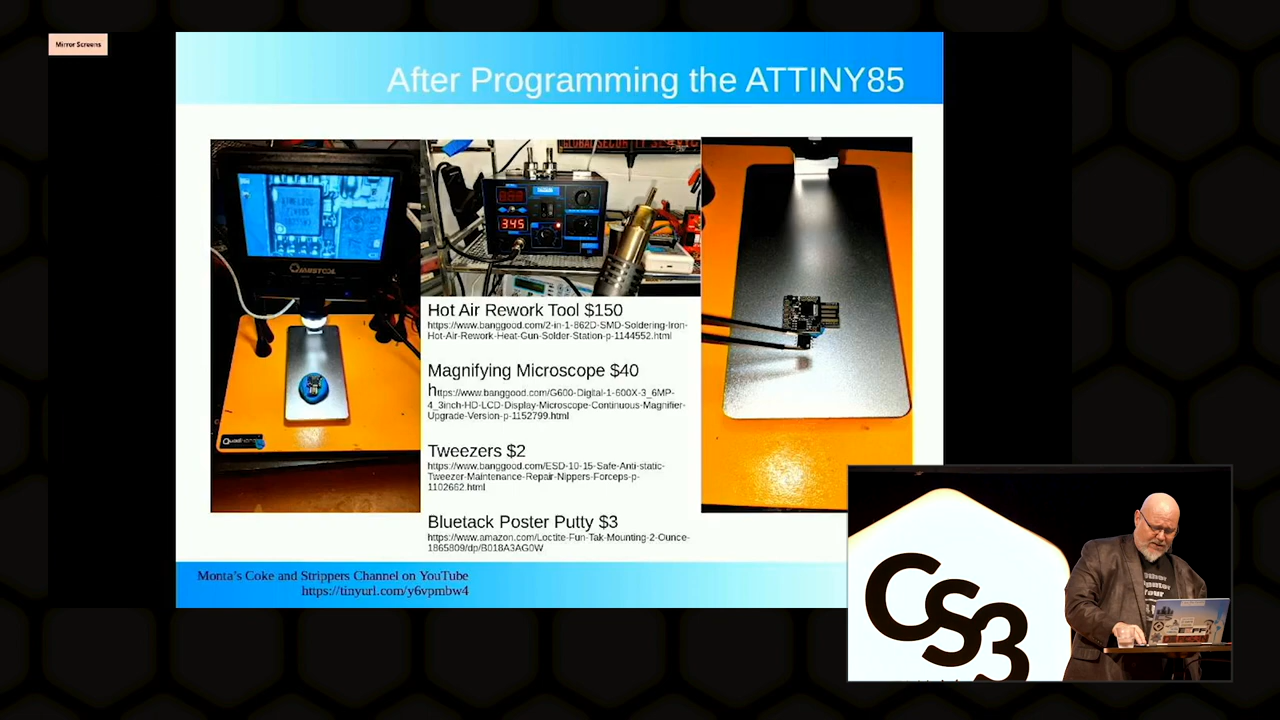 Mirror Screens
After Programming the ATTINY85
345
Hot Air Rework Tool $150
https://www.banggood.com/2-in-1-862D-SMD-Soldering-Iron-
Hot-Air-Rework-Heat-Gun-Solder-Station-p-1144552.html
Magnifying Microscope $40
https://www.banggood.com/G600-Digital-1-600X-3_6MP-
4_3inch-HD-LCD-Display-Microscope-Continuous-Magnifier-
Upgrade-Version-p-1152799.html
Tweezers $2
https://www.banggood.com/ESD-10-15-Safe-Anti-static-
Tweezer-Maintenance-Repair-Nippers-Forceps-p-
1102662.html
Bluetack Poster Putty $3
https://www.amazon.com/Loctite-Fun-Tak-Mounting-2-Ounce-
1865809/dp/B018A3AG0W
Monta's Coke and Strippers Channel on YouTube
https://tinyurl.com/y6vpmbw4
CS3